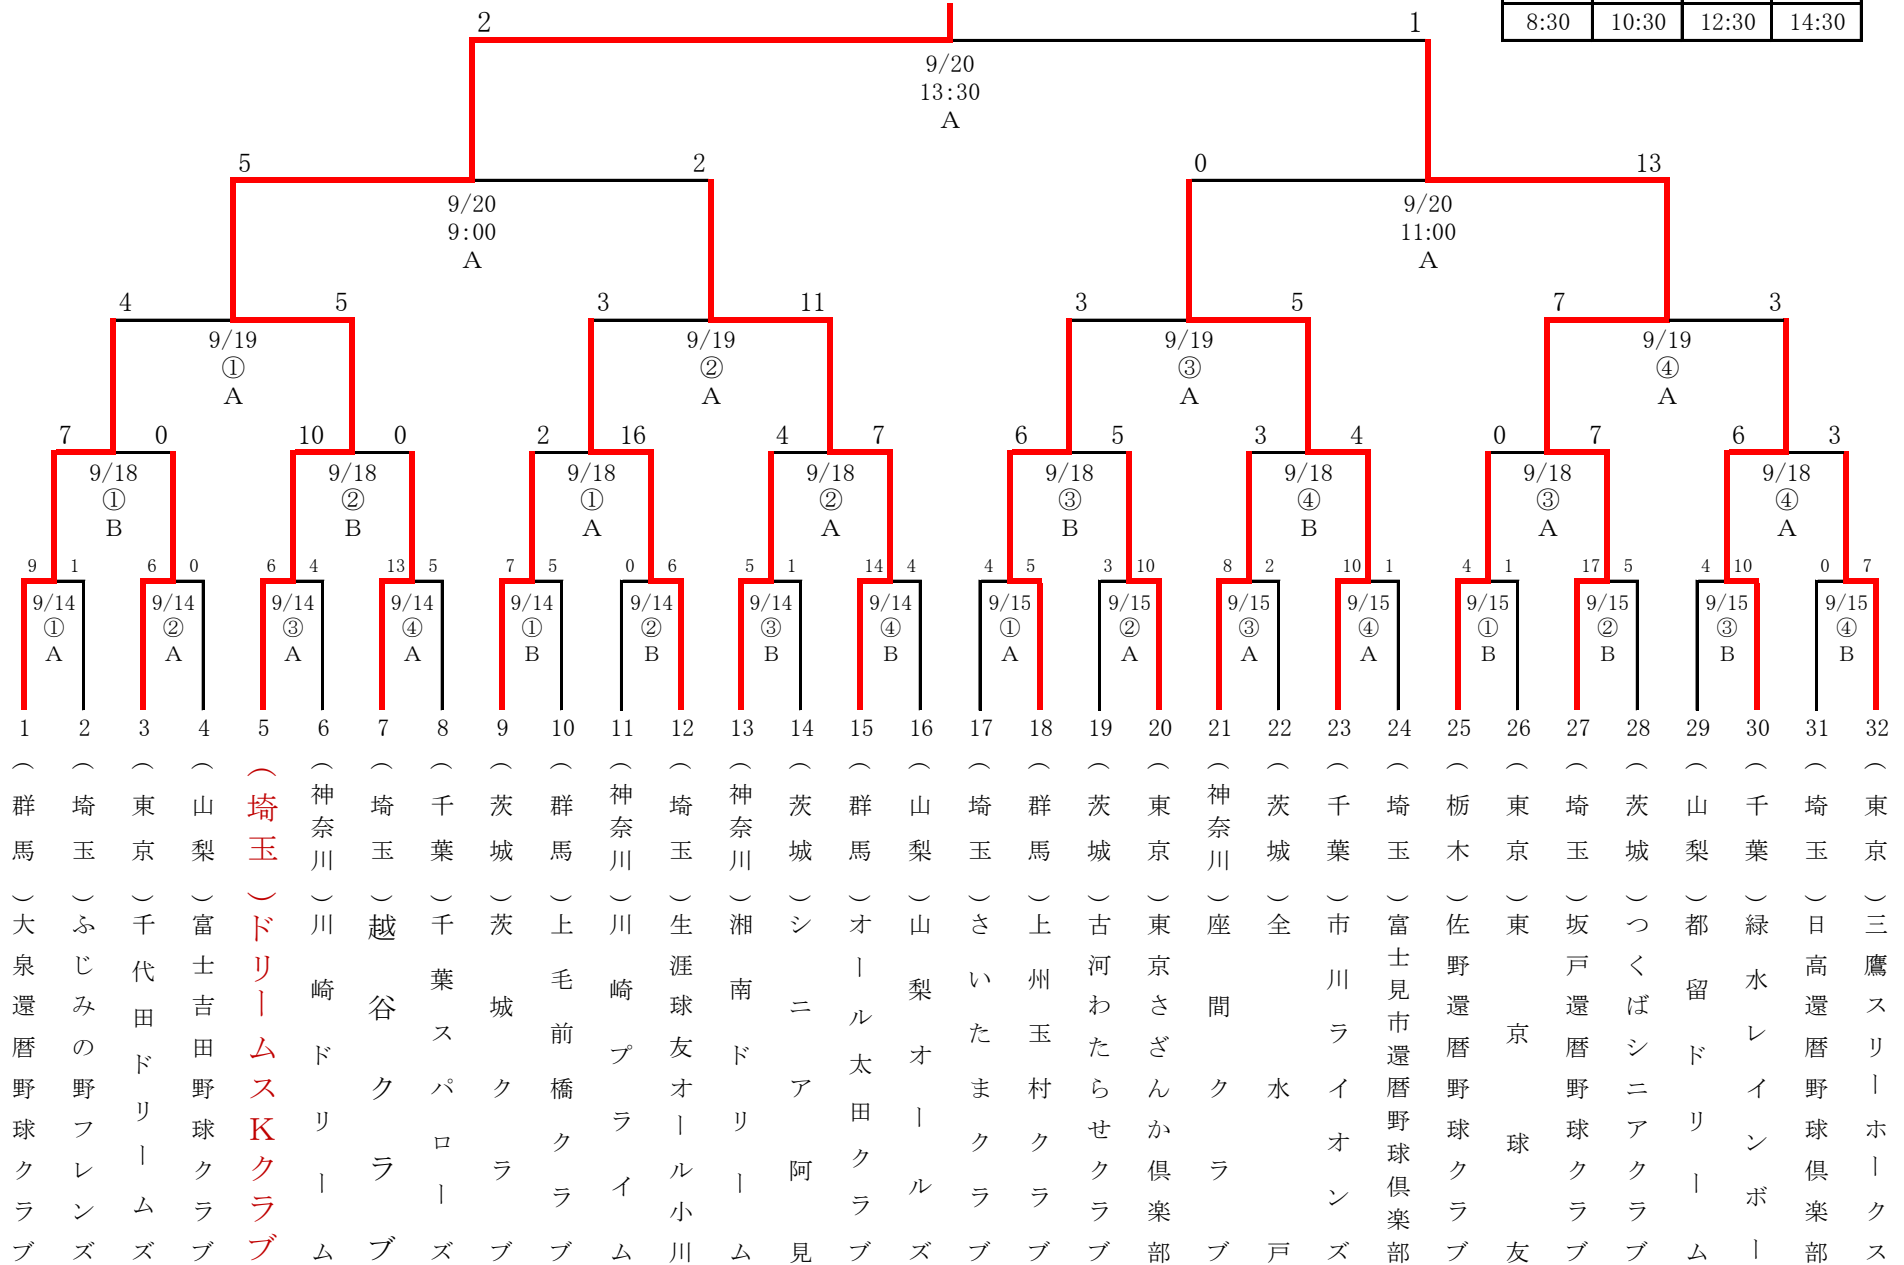 2 1
8:30 10:30 12:30 14:30
9/20
13:30
A
5 2 0 13
9/20 9/20
9:00 11:00
A A
4 5 3 11 3 5 7 3
9/19 9/19 9/19 9/19
① ② ③ ④
A A A A
7 0 10 0 2 16 4 7 6 5 3 4 0 7 6 3
9/18 9/18 9/18 9/18 9/18 9/18 9/18 9/18
① ② ① ② ③ ④ ③ ④
B B A A B B A A
9 1 6 0 6 4 13 5 7 5 0 6 5 1 14 4 4 5 3 10 8 2 10 1 4 1 17 5 4 10 0 7
9/14 9/14 9/14 9/14 9/14 9/14 9/14 9/14 9/15 9/15 9/15 9/15 9/15 9/15 9/15 9/15
① ② ③ ④ ① ② ③ ④ ① ② ③ ④ ① ② ③ ④
A A A A B B B B A A A A B B B B
1 2 3 4 5 6 7 8 9 10 11 12 13 14 15 16 17 18 19 20 21 22 23 24 25 26 27 28 29 30 31 32
（群馬）大泉還暦野球クラブ
（埼玉）ふじみの野フレンズ
（東京）千代田ドリームズ
（山梨）富士吉田野球クラブ
（埼玉）ドリームスKクラブ
（神奈川）川崎ドリーム
（埼玉）越谷クラブ
（千葉）千葉スパローズ
（茨城）茨城クラブ
（群馬）上毛前橋クラブ
（神奈川）川崎プライム
（埼玉）生涯球友オール小川
（神奈川）湘南ドリーム
（茨城）シニア阿見
（群馬）オール太田クラブ
（山梨）山梨オールズ
（埼玉）さいたまクラブ
（群馬）上州玉村クラブ
（茨城）古河わたらせクラブ
（東京）東京さざんか倶楽部
（神奈川）座間クラブ
（茨城）全水戸
（千葉）市川ライオンズ
（埼玉）富士見市還暦野球倶楽部
（栃木）佐野還暦野球クラブ
（東京）東京球友
（埼玉）坂戸還暦野球クラブ
（茨城）つくばシニアクラブ
（山梨）都留ドリーム
（千葉）緑水レインボー
（埼玉）日高還暦野球倶楽部
（東京）三鷹スリーホークス